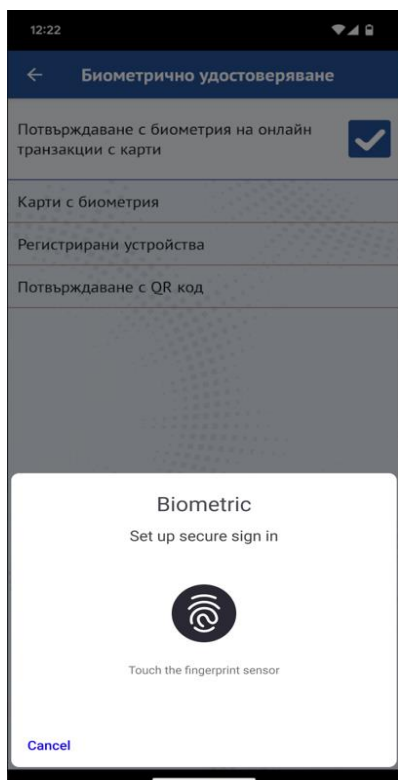 12:22
Биометрично удостоверяване
Потвърждаване с биометрия на онлайн
транзакции с карти
Карти с биометрия
Регистрирани устройства
Потвърждаване с QR код
Biometric
Set up secure sign in
Touch the fingerprint sensor
Cancel